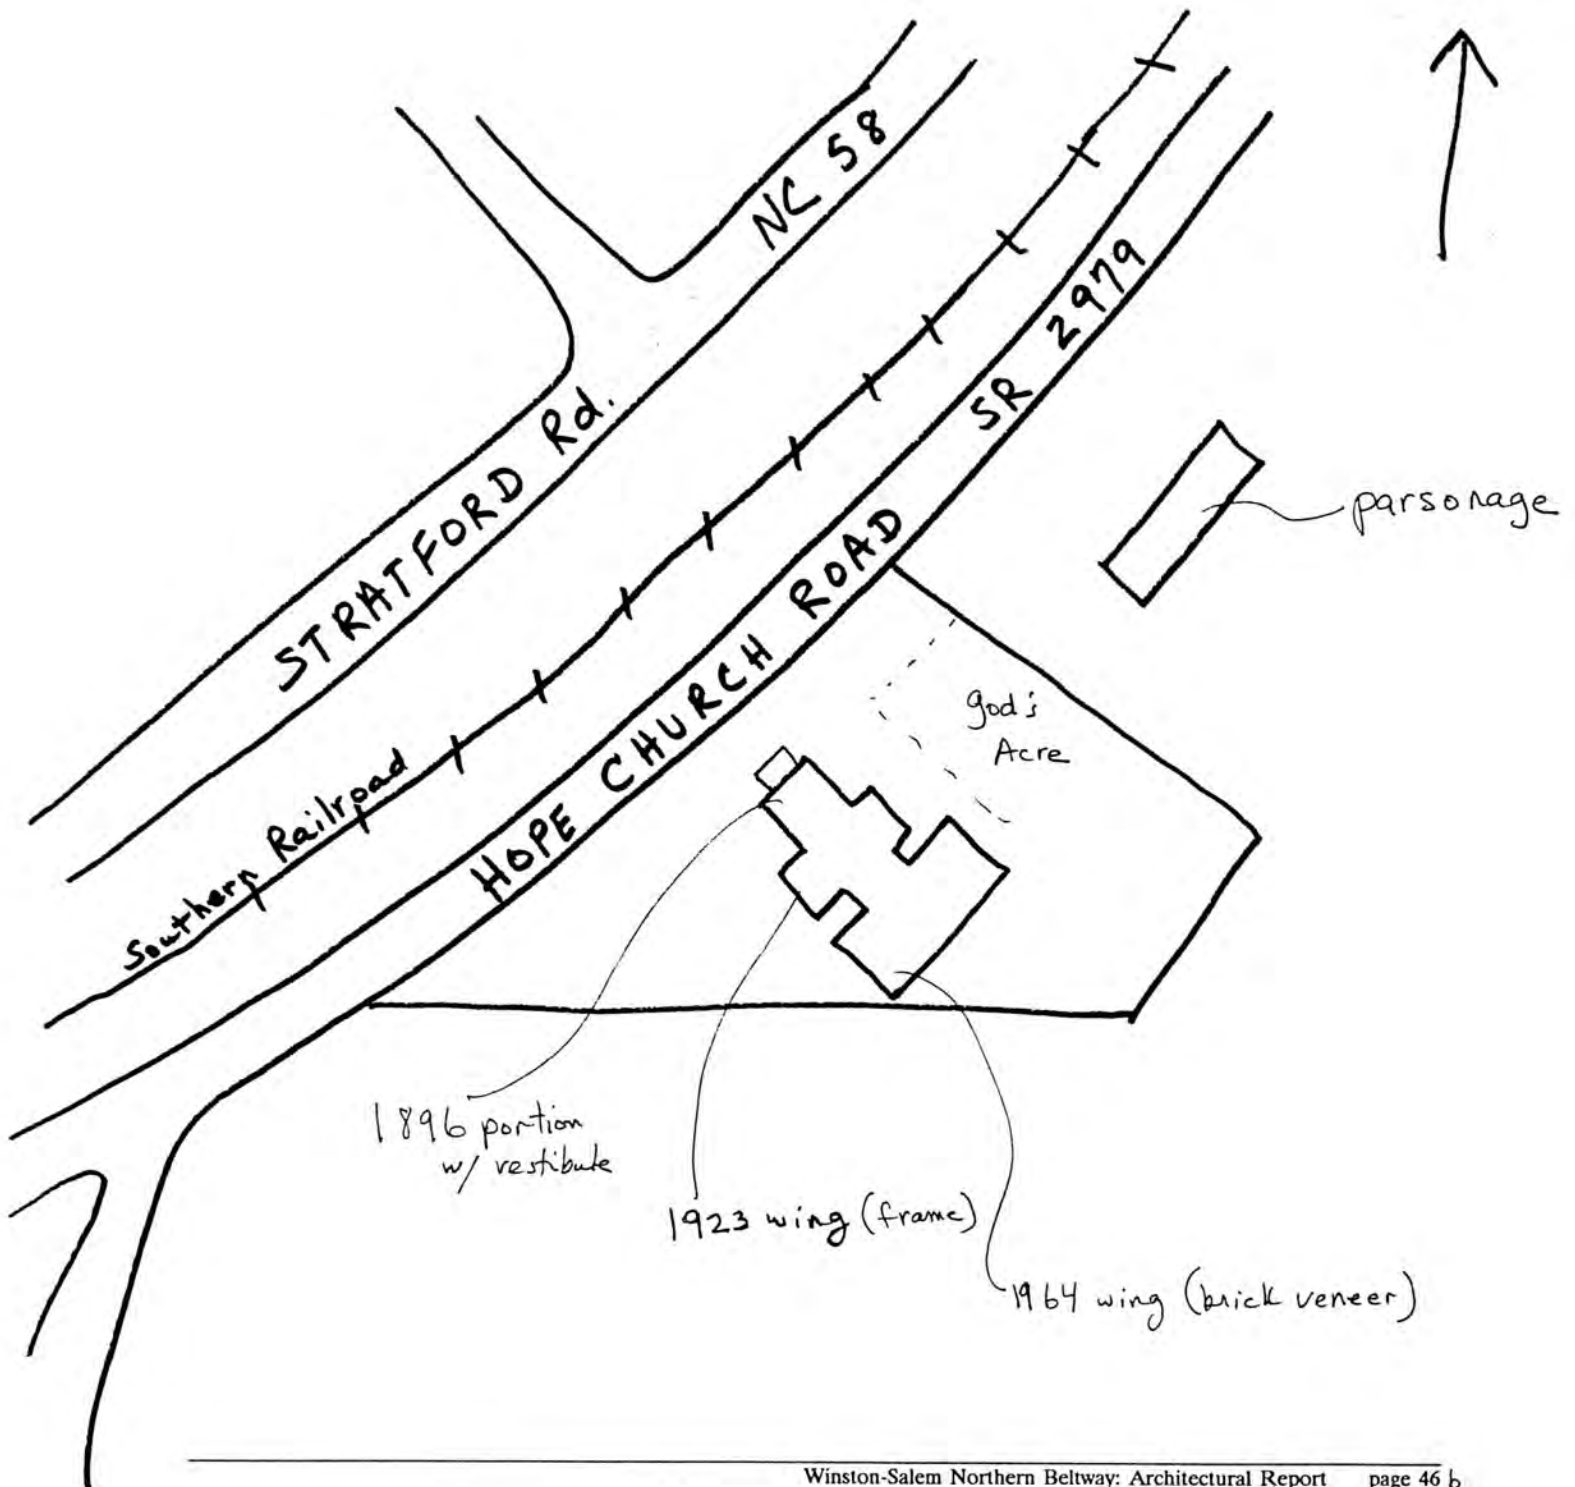 NC 58
STRATFORD Rd.
SR 2979
HOPE CHURCH ROAD
Southern Railroad
parsonage
god's
Acre
1896 portion
w/ vestibule
1923 wing (frame)
1964 wing (brick veneer)
Winston-Salem Northern Beltway: Architectural Report page 46 b